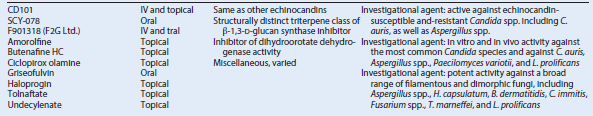 CD101 IV and topical Same as other echinocandins Investigational agent: active against echinocandin-
SCY-078 Oral Structurally distinct triterpene class of susceptible and-resistant Candida spp. including C.
F901318 (F2G Ltd.) IV and tral β-1,3-D-glucan synthase inhibitor auris, as well as Aspergillus spp.
Amorolfine Topical Inhibitor of dihydroorotate dehydro- Investigational agent: In vitro and in vivo activity against
Butenafine HC Topical genase activity the most common Candida species and against C. auris,
Ciclopirox olamine Topical Miscellaneous, varied Aspergillus spp., Paecilomyces variotii, and L. prolificans
Griseofulvin Oral Investigational agent: potent activity against a broad
Haloprogin Topical range of filamentous and dimorphic fungi, including
Tolnaftate Topical Aspergillus spp., H. capsulatum, B. dermatitidis, C. immitis,
Undecylenate Topical Fusarium spp., T. marneffei, and L. prolificans